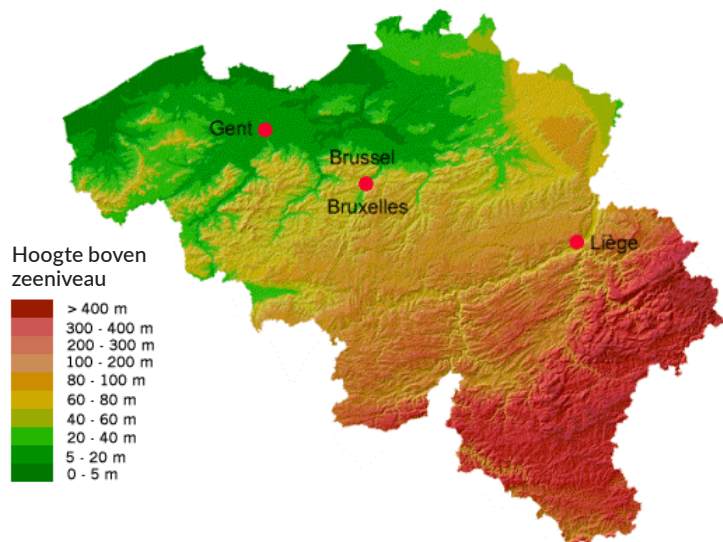 Gent
Brussel
Bruxelles
Liège
Hoogte boven
zeeniveau
> 400 m
300 - 400 m
200 - 300 m
100 - 200 m
80 - 100 m
60 - 80 m
40 - 60 m
20 - 40 m
5 - 20 m
0 - 5 m